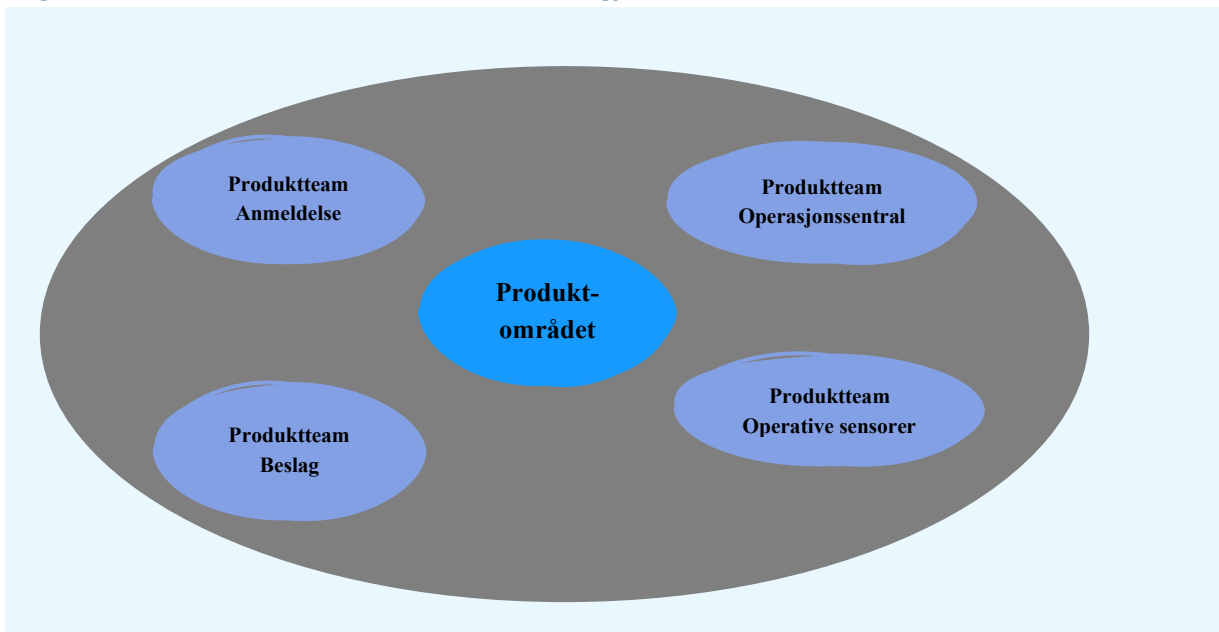 Produktteam
Anmeldelse
Produktteam
Operasjonssentral
Produkt-
området
Produktteam
Operative sensorer
Produktteam
Beslag